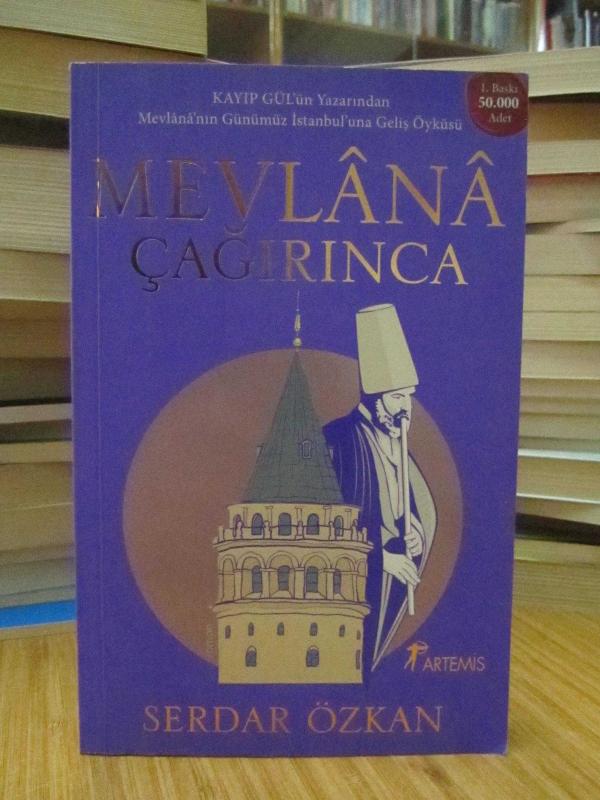 KAYIP GÜL'ün Yazarından
Mevlânâ'nın Günümüz İstanbul'una Geliş Öyküsü
1. Baskı
50.000
Adet
MEVLÂNÂ
ÇAĞIRINCA
ARTEMİS
SERDAR ÖZKAN